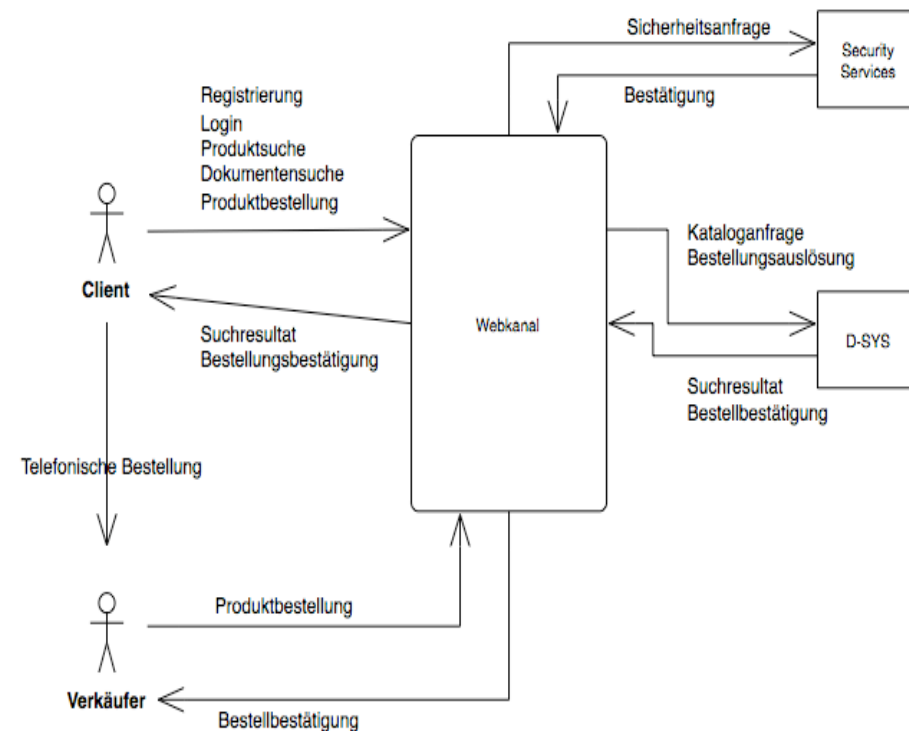 Sicherheitsanfrage
Security
Services
Bestätigung
Registrierung
Login
Produktsuche
Dokumentensuche
Produktbestellung
Client
Kataloganfrage
Bestellungsauslösung
Webkanal
D-SYS
Suchresultat
Bestellungsbestätigung
Suchresultat
Bestellbestätigung
Telefonische Bestellung
Produktbestellung
Verkäufer
Bestellbestätigung